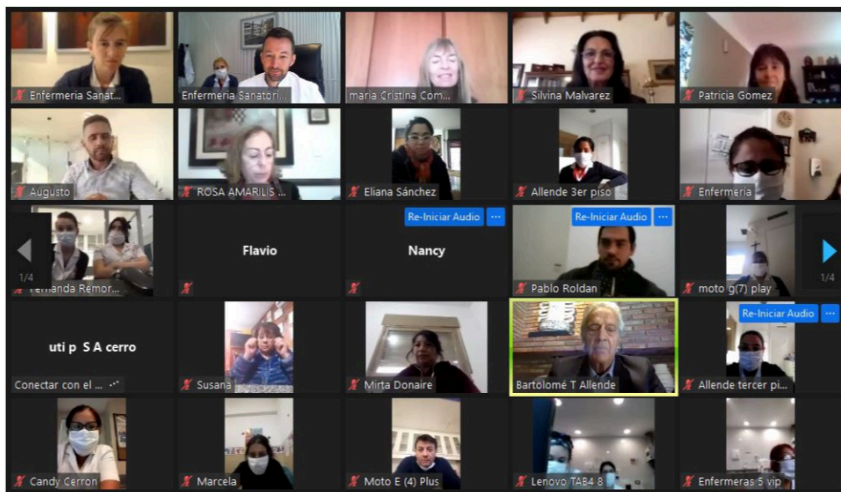 Enfermeria Sanát...
Enfermeria Sanatori...
maria Cristina Com...
Silvina Malvarez
Patricia Gomez
Augusto
ROSA AMARILIS ...
Eliana Sánchez
Allende 3er piso
Enfermeria
1/4
Fernanda Remor...
Flavio
Re-Iniciar Audio ...
Nancy
Re-Iniciar Audio ...
Pablo Roldan
moto g(7) play
1/4
uti p S A cerro
Conectar con el ...
Susana
Mirta Donaire
Bartolomé T Allende
Re-Iniciar Audio ...
Allende tercer pi...
Candy Cerron
Marcela
Moto E (4) Plus
Lenovo TAB4 8
Enfermeras 5 vip